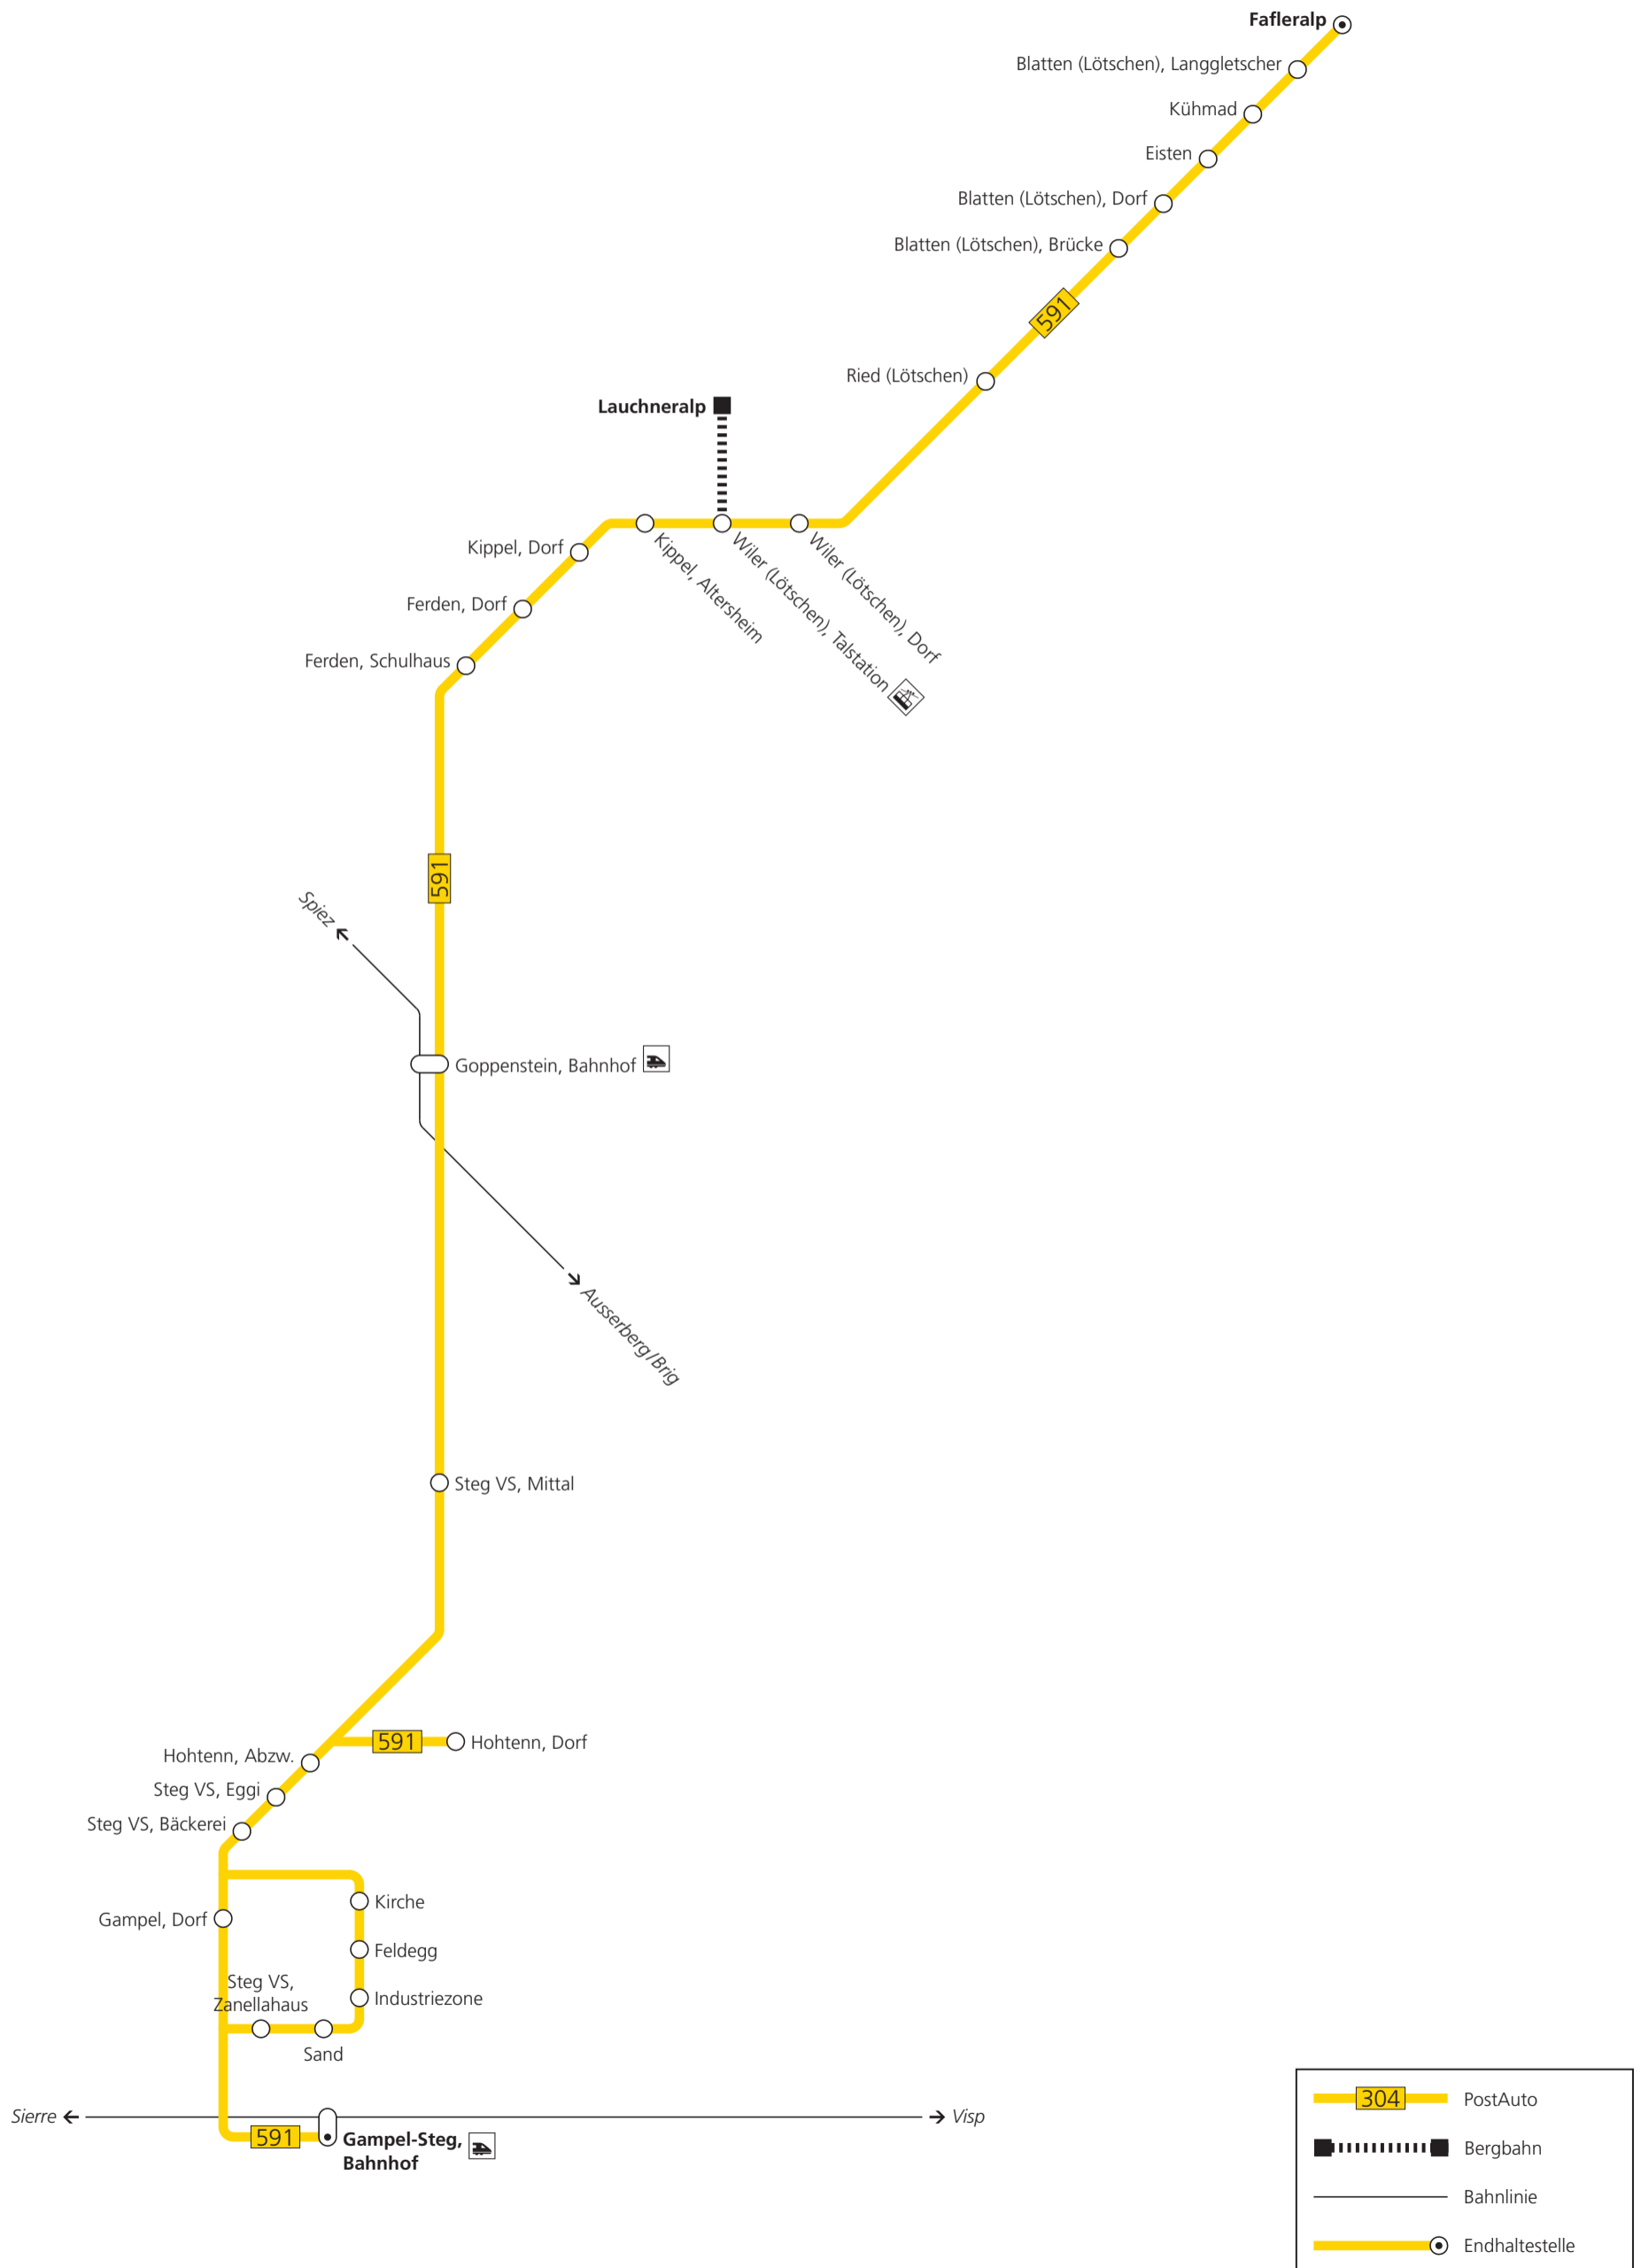 Fafleralp
Blatten (Lötschen), Langgletscher
Kühmad
Eisten
Blatten (Lötschen), Dorf
Blatten (Lötschen), Brücke
591
Ried (Lötschen)
Lauchneralp
Kippel, Dorf
Kippel, Altersheim
Wiler (Lötschen), Talstation
Wiler (Lötschen), Dorf
Ferden, Dorf
Ferden, Schulhaus
591
Spiez
Goppenstein, Bahnhof
Ausserberg/Brig
Steg VS, Mittal
591
Hohtenn, Dorf
Hohtenn, Abzw.
Steg VS, Eggi
Steg VS, Bäckerei
Kirche
Gampel, Dorf
Feldegg
Steg VS,
Zanellahaus
Industriezone
Sand
Sierre
Visp
591
Gampel-Steg,
Bahnhof
304
PostAuto
Bergbahn
Bahnlinie
Endhaltestelle